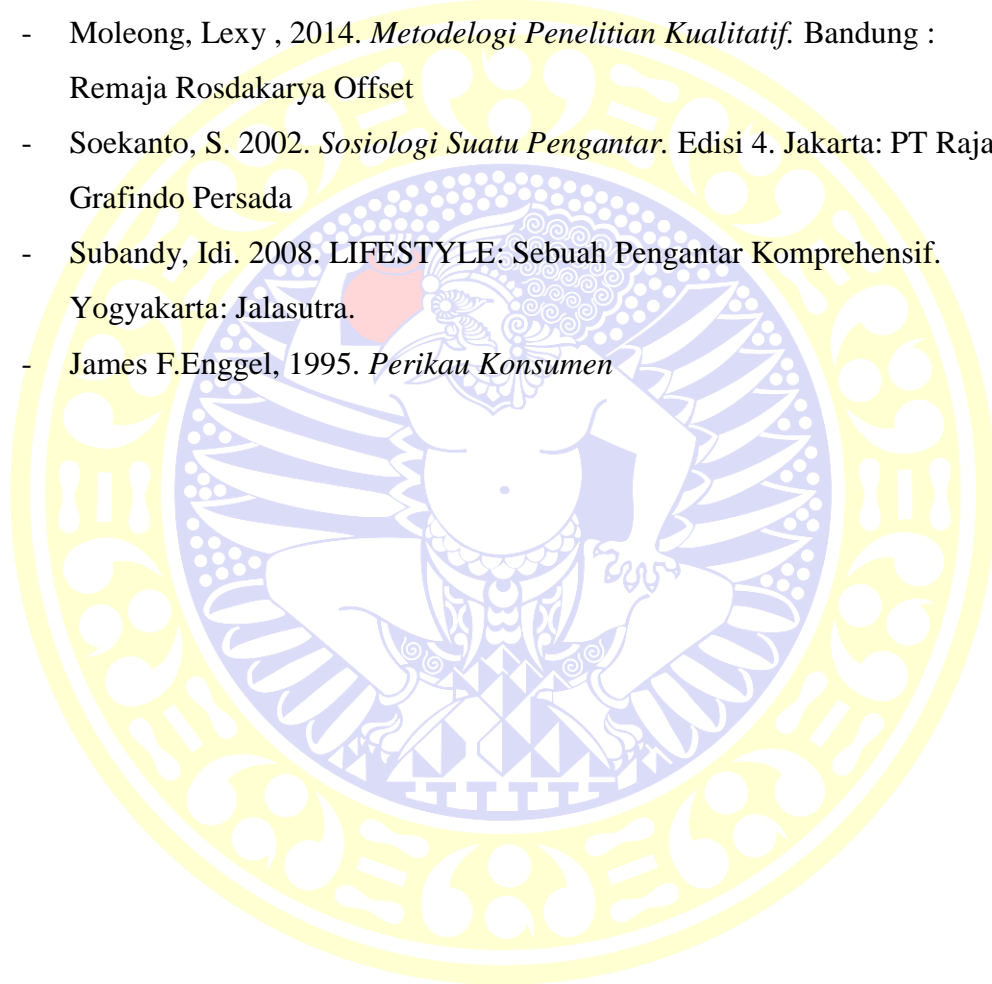 - Moleong, Lexy , 2014. Metodelogi Penelitian Kualitatif. Bandung :
Remaja Rosdakarya Offset
- Soekanto, S. 2002. Sosiologi Suatu Pengantar. Edisi 4. Jakarta: PT Raja
Grafindo Persada
- Subandy, Idi. 2008. LIFESTYLE: Sebuah Pengantar Komprehensif.
Yogyakarta: Jalasutra.
- James F.Enggel, 1995. Perikau Konsumen